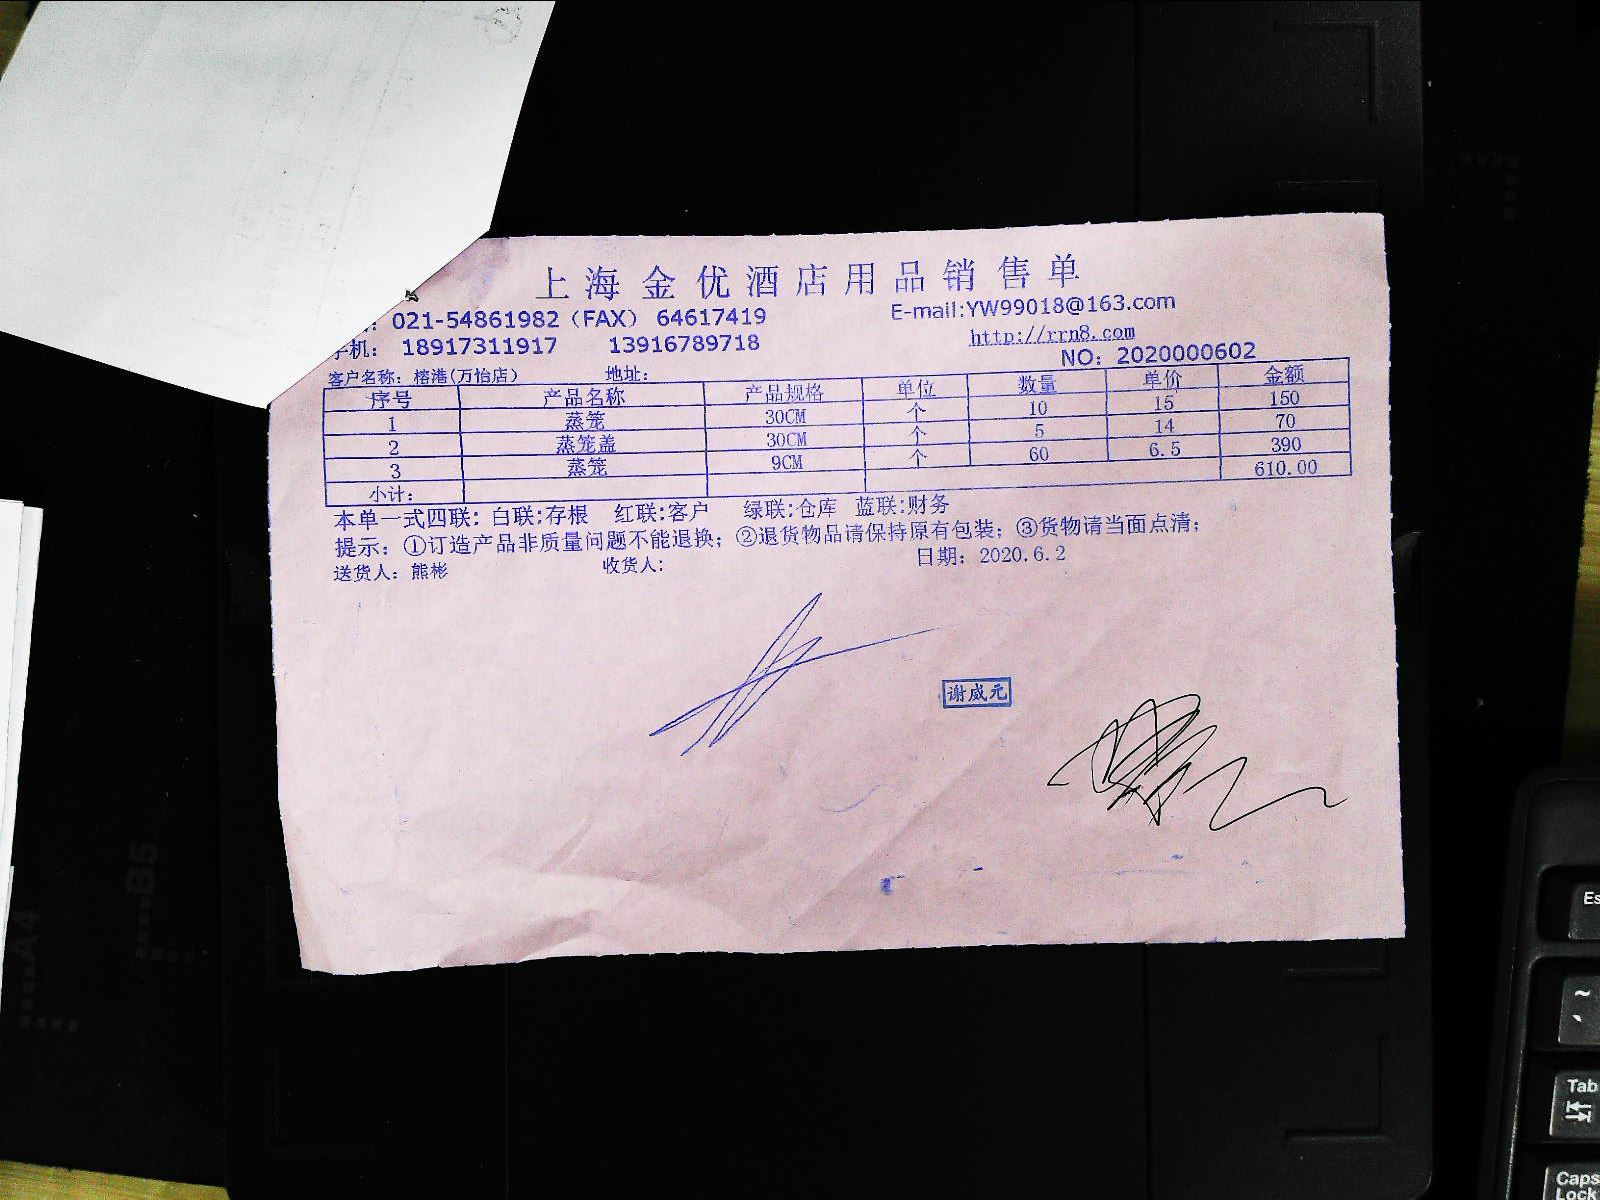 上海金优酒店用品销售单
021-54861982（FAX） 64617419 E-mail:YW99018@163.com
手机： 18917311917 13916789718 http://rrn8.com
NO：2020000602
客户名称：榕港(万怡店) 地址：
序号 产品名称 产品规格 单位 数量 单价 金额
1 蒸笼 30CM 个 10 15 150
2 蒸笼盖 30CM 个 5 14 70
3 蒸笼 9CM 个 60 6.5 390
小计： 610.00
本单一式四联：白联:存根 红联:客户 绿联:仓库 蓝联:财务
提示：①订造产品非质量问题不能退换；②退货物品请保持原有包装；③货物请当面点清；
送货人：熊彬 收货人: 日期：2020.6.2
谢威元
A4
B5
Es
~
Tab
Caps
Lock